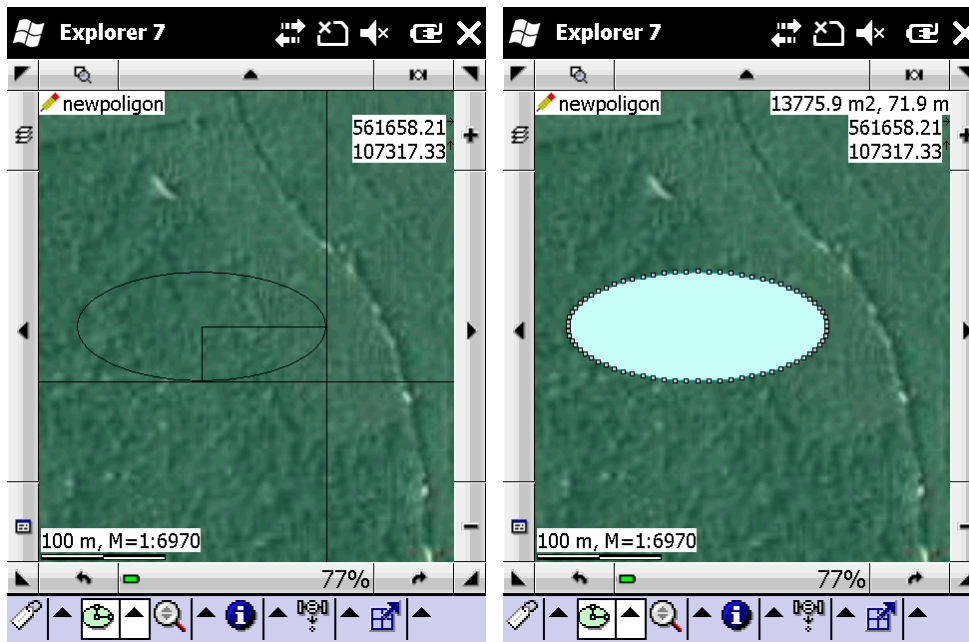 Explorer 7
newpoligon
561658.21
107317.33
100 m, M=1:6970
77%
Explorer 7
newpoligon
13775.9 m2, 71.9 m
561658.21
107317.33
100 m, M=1:6970
77%